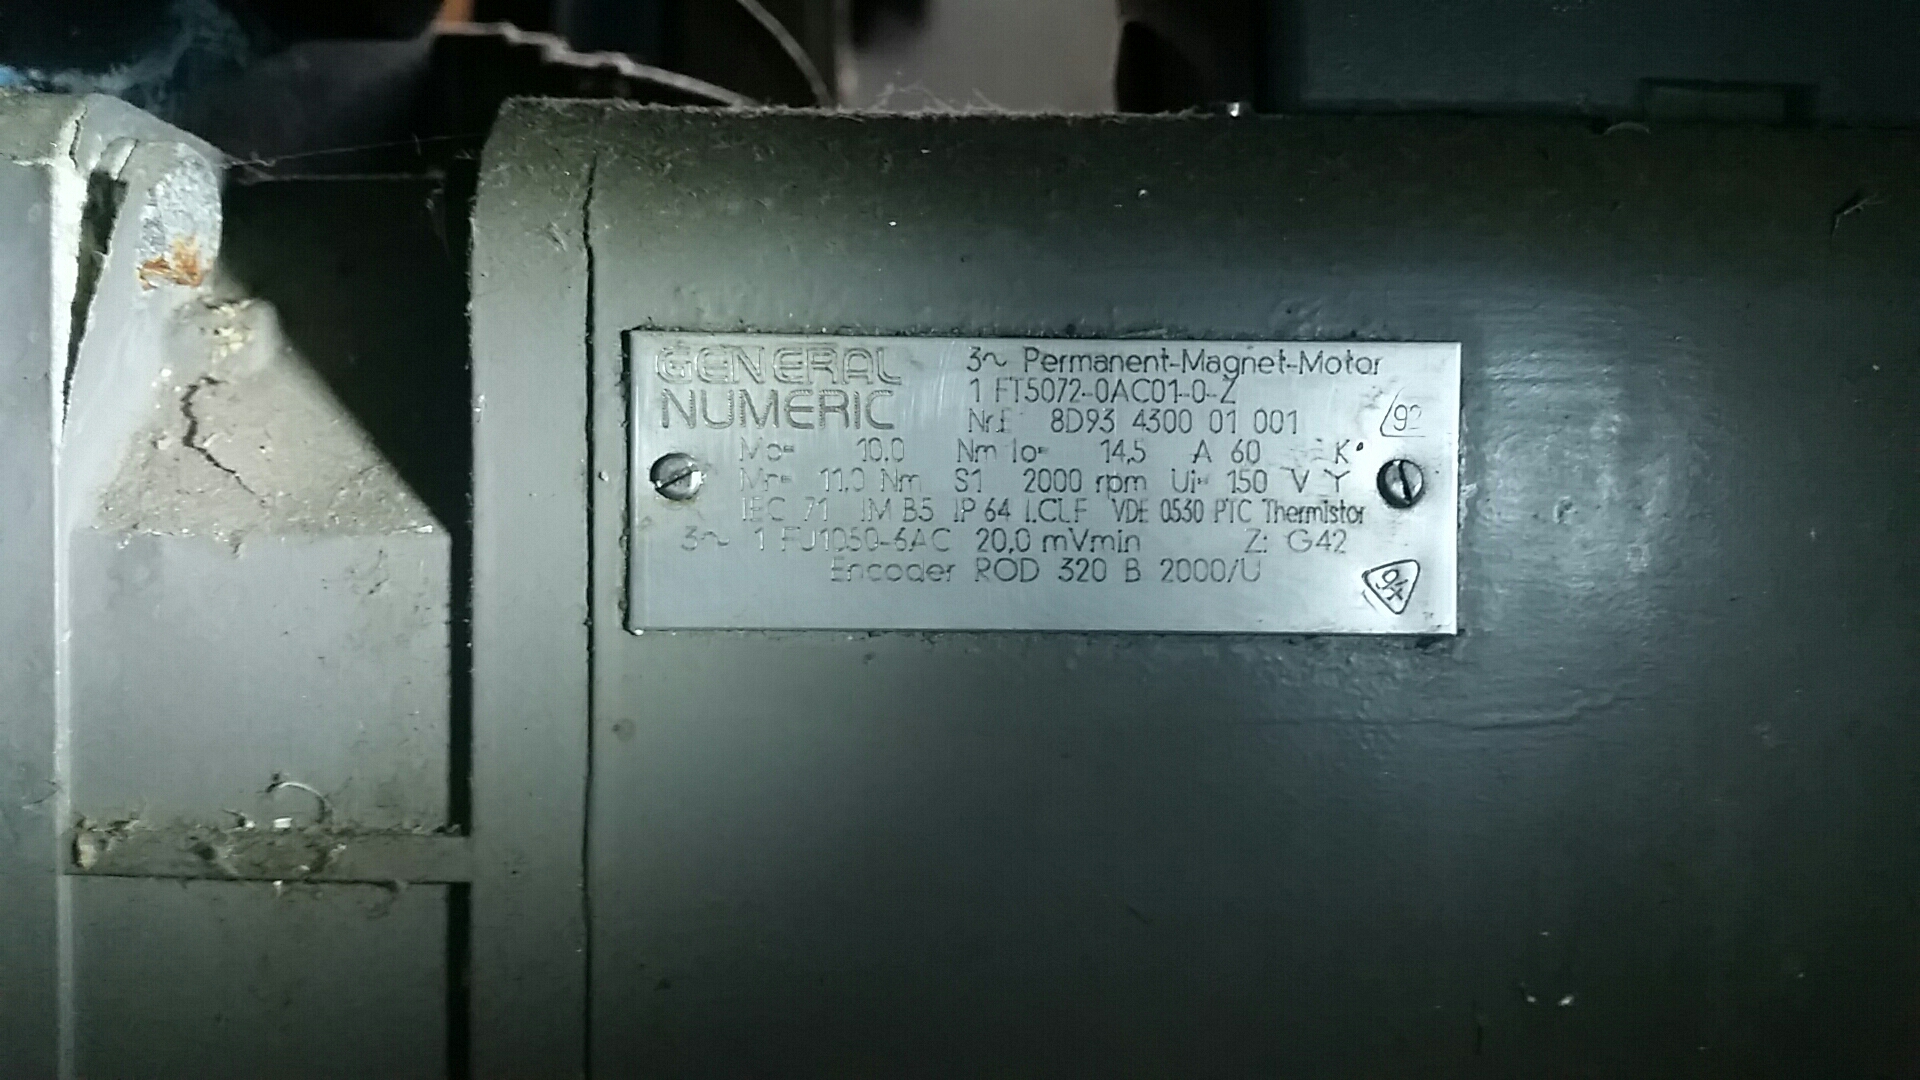 GENERAL
NUMERIC
3~ Permanent-Magnet-Motor
1 FT5072-0AC01-0-Z
Nr.E 8D93 4300 01 001
Mo= 10.0 Nm Io= 14,5 A 60 K
11.0 Nm S1 2000 rpm Ui= 150 V Y
IEC 71 IM B5 IP 64 I.CL.F VDE 0530 PTC Thermistor
3~ 1 FU1050-6AC 20,0 mVmin Z: G42
Encoder ROD 320 B 2000/U
94